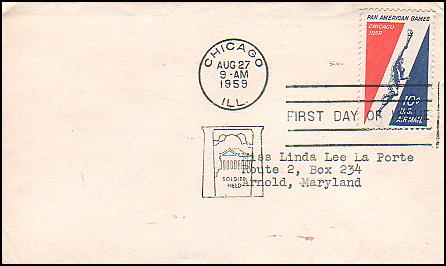 PAN AMERICAN GAMES
CHICAGO
1959
10¢
U.S.
AIR MAIL
CHICAGO
AUG 27
9-AM
1959
ILL.
FIRST DAY OF
SOLDIER
FIELD
Miss Linda Lee La Porte
Route 2, Box 234
Arnold, Maryland